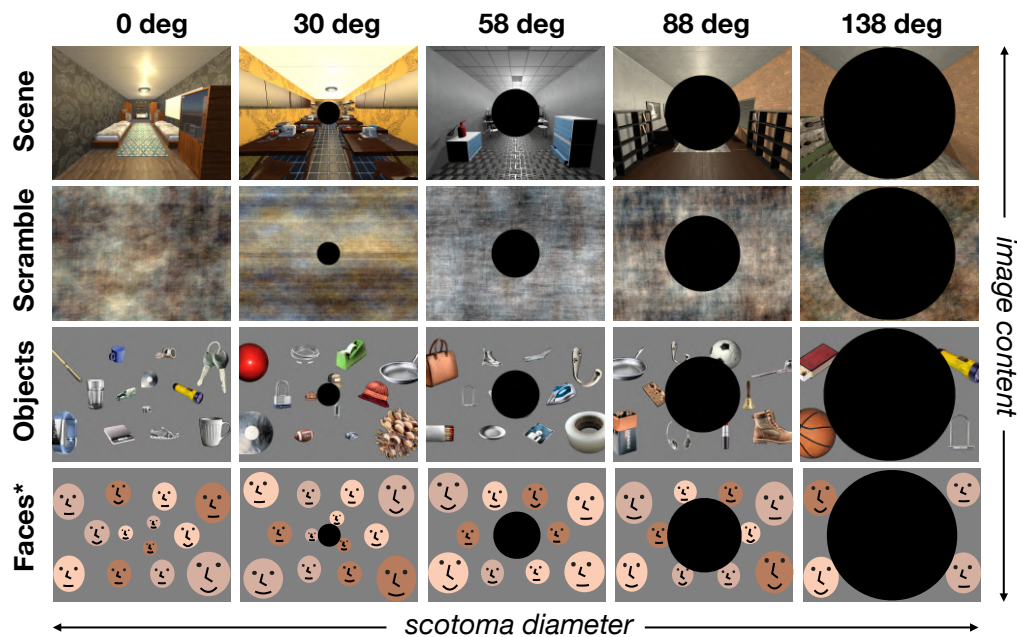 0 deg 30 deg 58 deg 88 deg 138 deg
Scene
Scramble
Objects
Faces*
image content
scotoma diameter